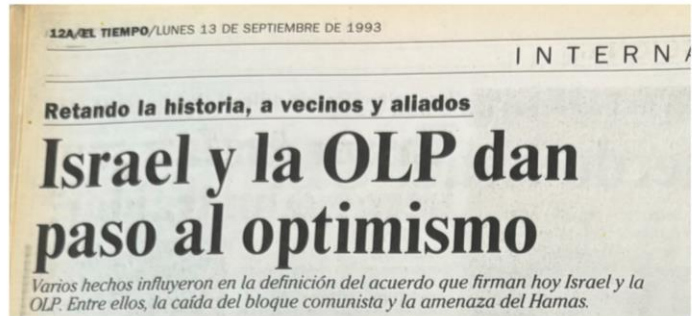 12A/EL TIEMPO/LUNES 13 DE SEPTIEMBRE DE 1993
INTERNA
Retando la historia, a vecinos y aliados
Israel y la OLP dan
paso al optimismo
Varios hechos influyeron en la definición del acuerdo que firman hoy Israel y la
OLP. Entre ellos, la caída del bloque comunista y la amenaza del Hamas.